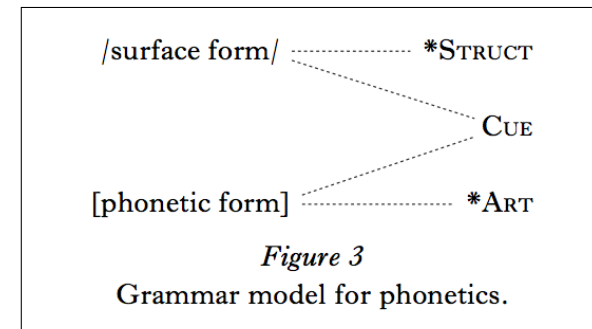 /surface form/ *STRUCT
CUE
[phonetic form] *ART
Figure 3
Grammar model for phonetics.